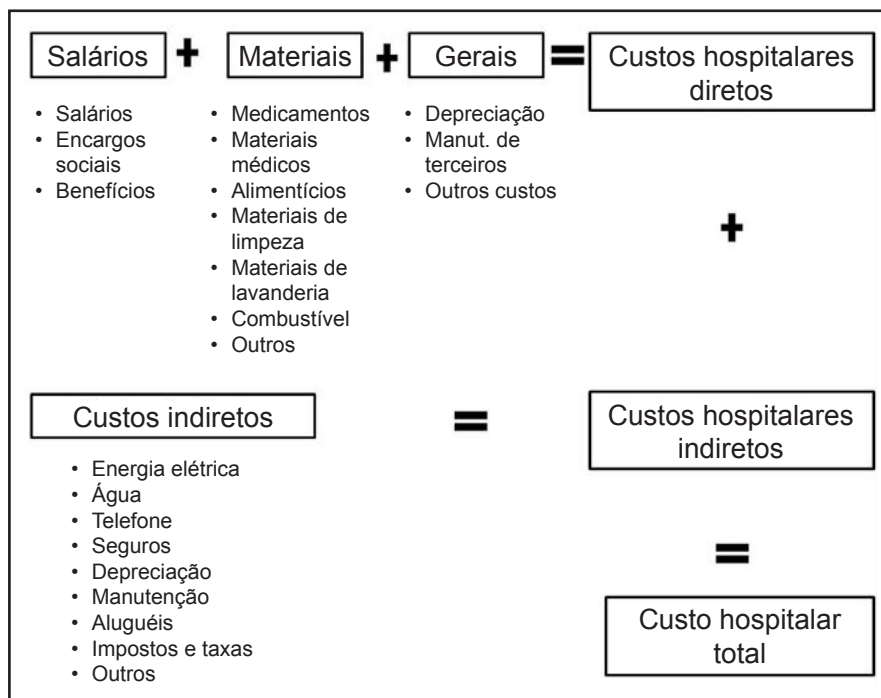 Salários + Materiais + Gerais = Custos hospitalares
diretos
• Salários
• Encargos
sociais
• Benefícios
• Medicamentos
• Materiais
médicos
• Alimentícios
• Materiais de
limpeza
• Materiais de
lavanderia
• Combustível
• Outros
• Depreciação
• Manut. de
terceiros
• Outros custos
+
Custos indiretos = Custos hospitalares
indiretos
• Energia elétrica
• Água
• Telefone
• Seguros
• Depreciação
• Manutenção
• Aluguéis
• Impostos e taxas
• Outros
=
Custo hospitalar
total